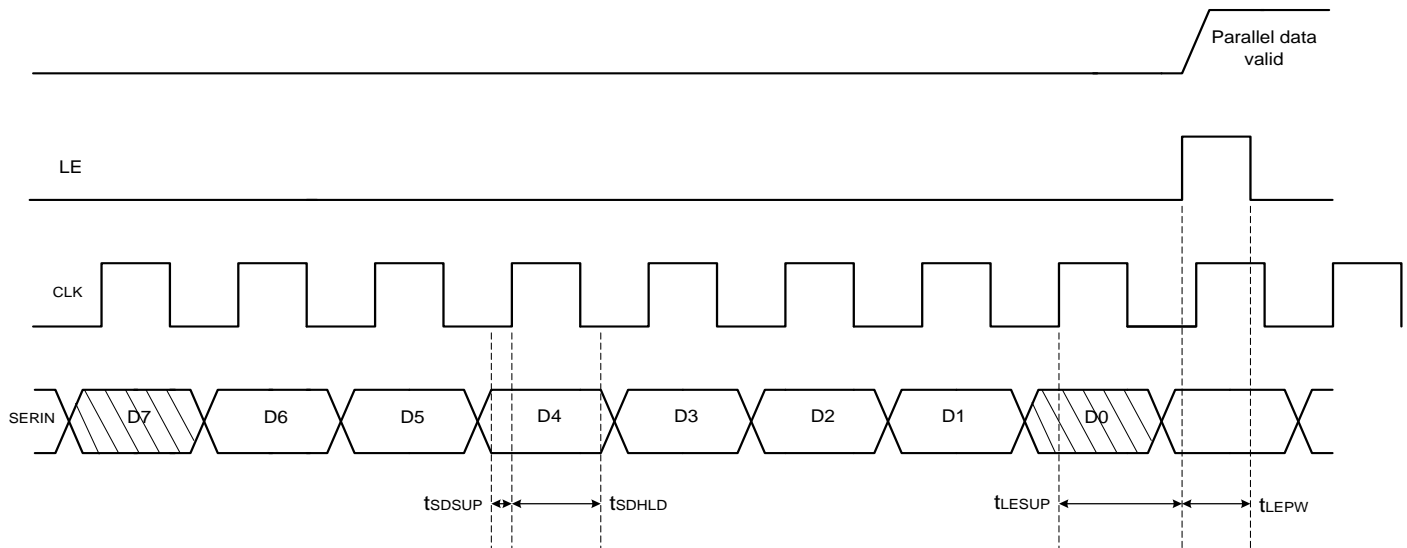 Parallel data
valid
LE
CLK
SERIN
D7
D6
D5
D4
D3
D2
D1
D0
tSDSUP
tSDHLD
tLESUP
tLEPW